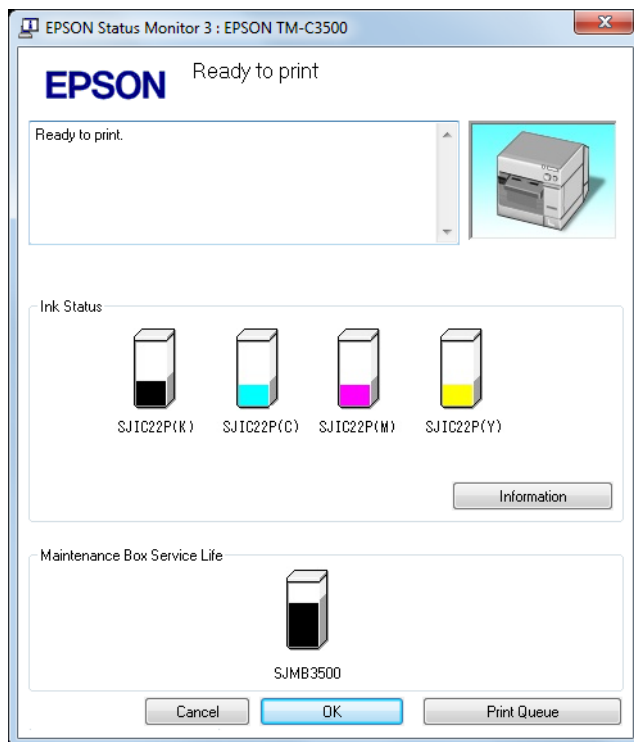 EPSON Status Monitor 3 : EPSON TM-C3500
EPSON
Ready to print
Ready to print.
Ink Status
SJIC22P(K) SJIC22P(C) SJIC22P(M) SJIC22P(Y)
Information
Maintenance Box Service Life
SJMB3500
Cancel OK Print Queue